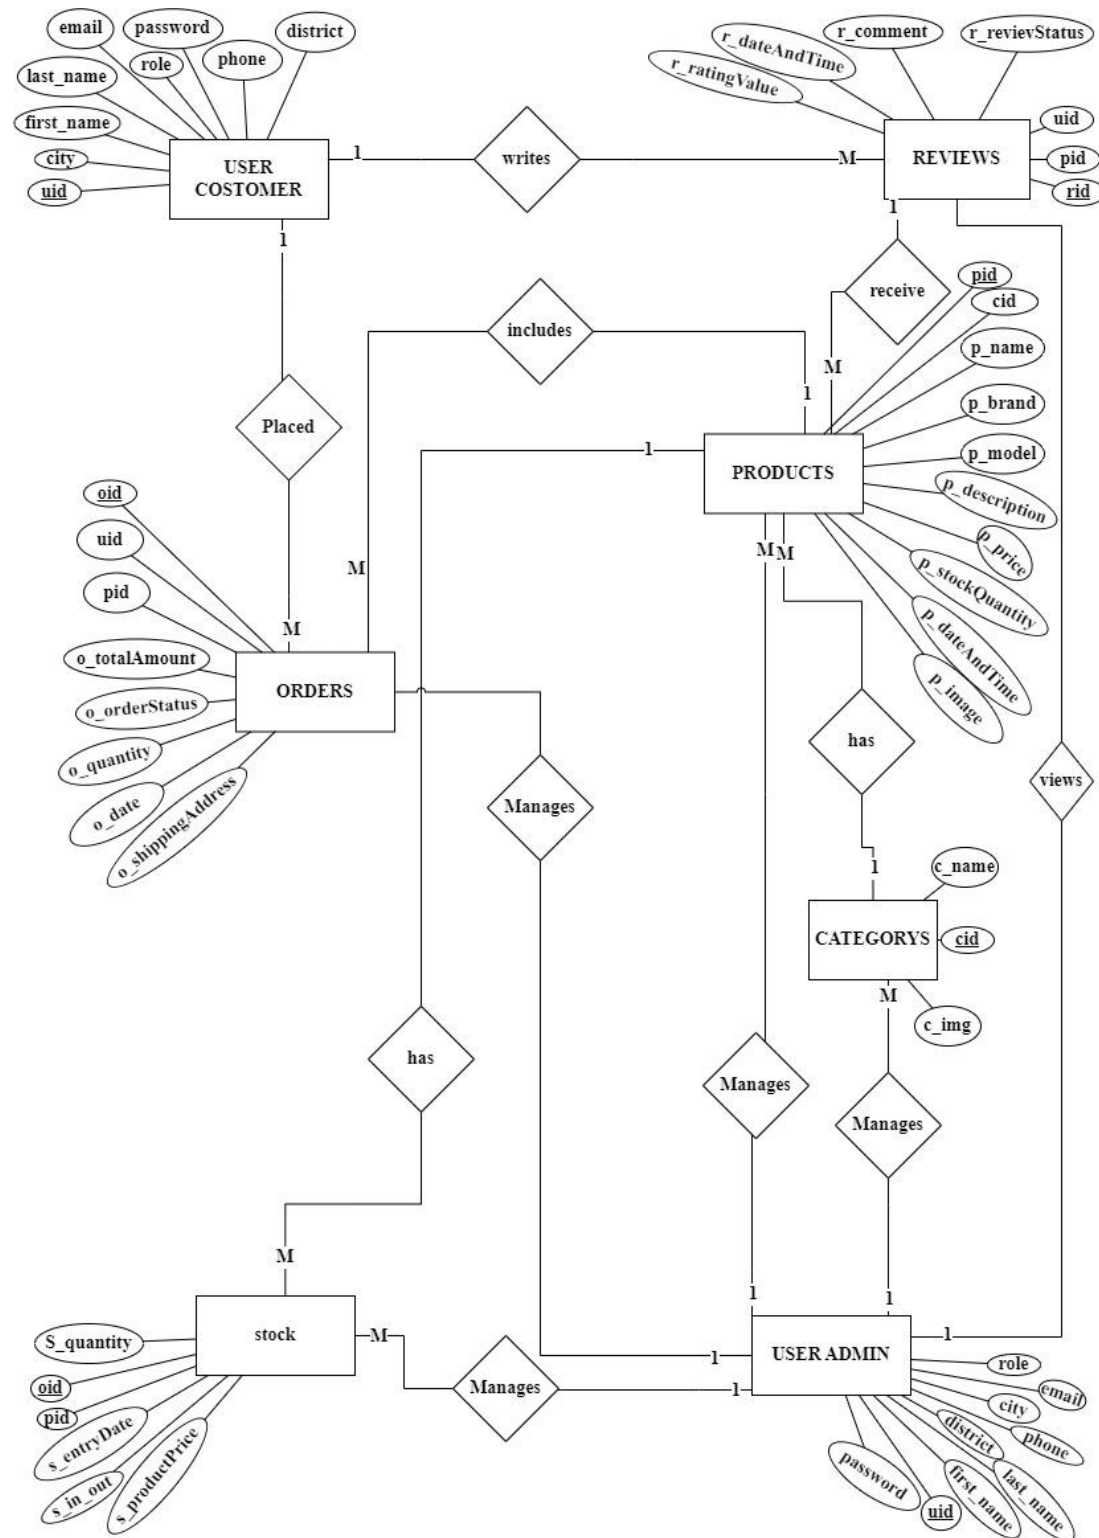 email
password
district
role
phone
last_name
first_name
city
uid
USER
COSTOMER
1
writes
M
r_dateAndTime
r_comment
r_revievStatus
r_ratingValue
REVIEWS
uid
pid
rid
1
1
receive
pid
cid
p_name
p_brand
p_model
p_description
p_price
p_stockQuantity
p_dateAndTime
p_image
includes
M
1
M
Placed
M
1
PRODUCTS
M
M
oid
uid
pid
o_totalAmount
o_orderStatus
o_quantity
o_date
o_shippingAddress
ORDERS
Manages
has
views
1
c_name
CATEGORYS
cid
c_img
M
has
Manages
Manages
M
1
1
1
S_quantity
oid
pid
s_entryDate
s_in_out
s_productPrice
stock
M
Manages
1
1
USER ADMIN
role
email
city
phone
district
last_name
first_name
uid
password